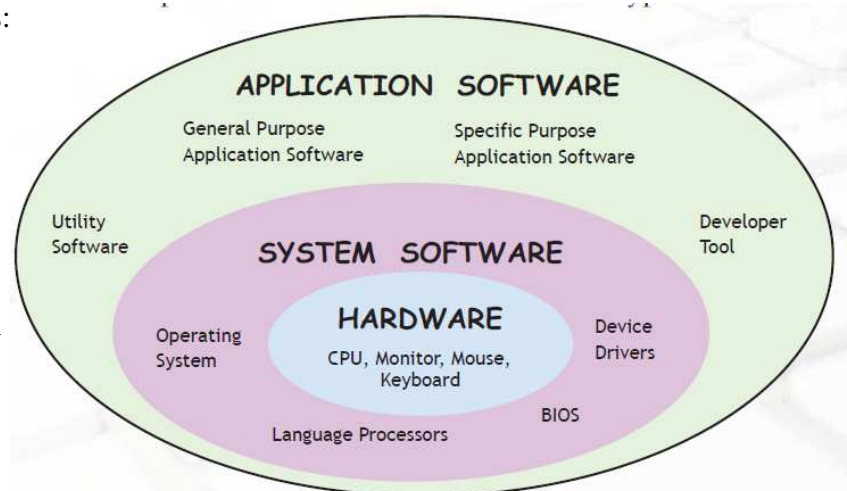 :
APPLICATION SOFTWARE
General Purpose
Application Software
Specific Purpose
Application Software
Utility
Software
Developer
Tool
SYSTEM SOFTWARE
Operating
System
HARDWARE
CPU, Monitor, Mouse,
Keyboard
Device
Drivers
BIOS
Language Processors